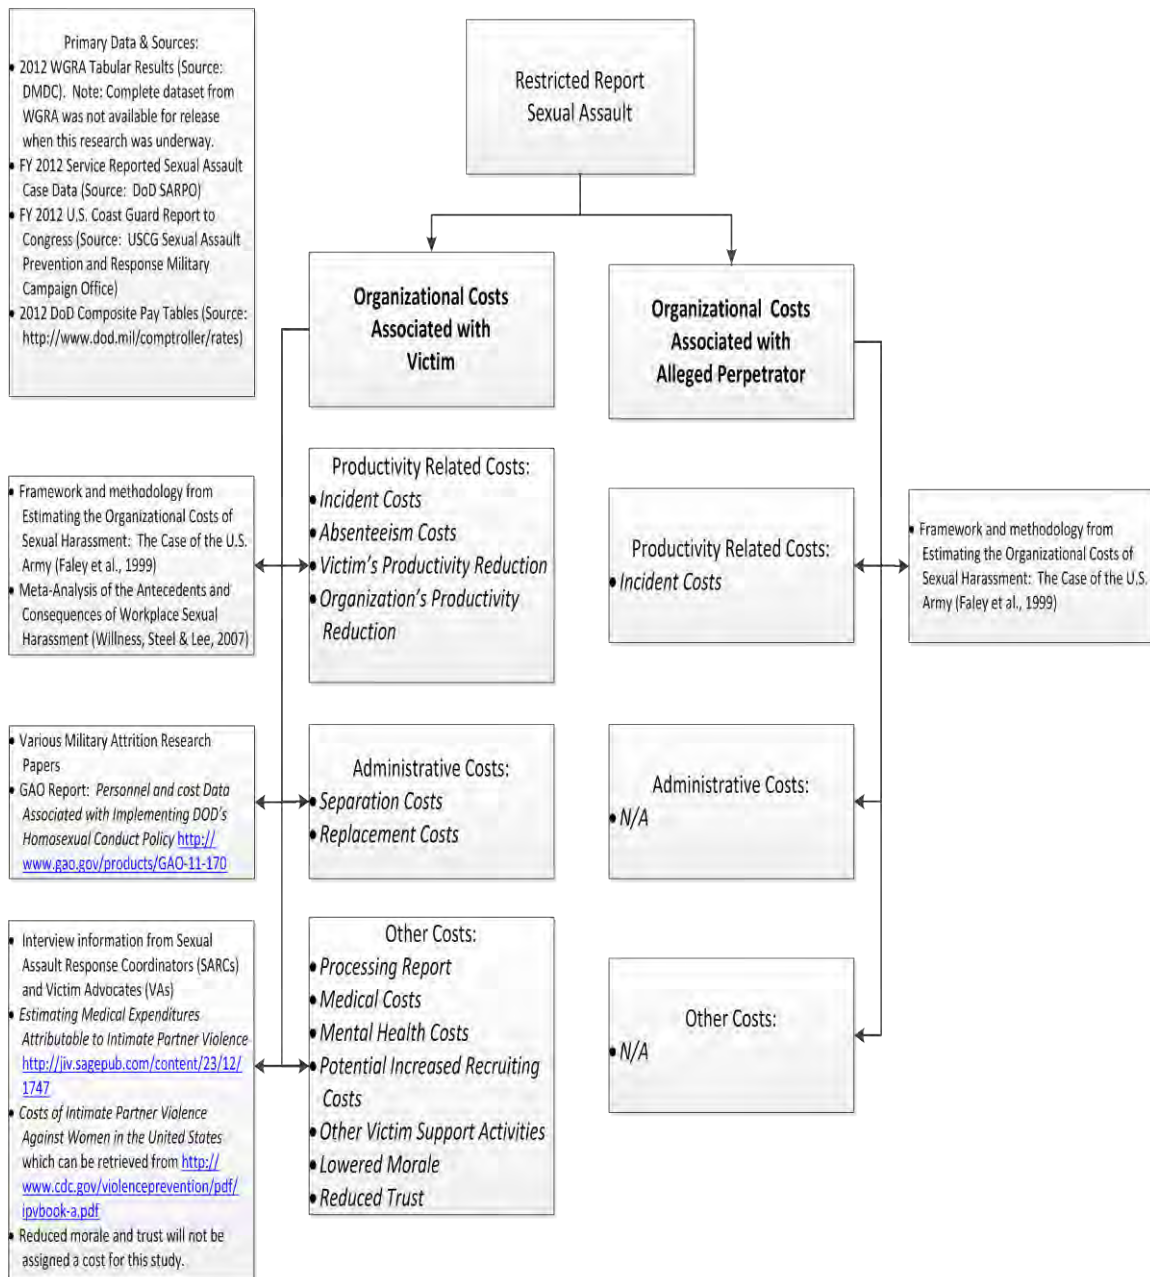 Primary Data & Sources:
• 2012 WGRA Tabular Results (Source:
DMDC). Note: Complete dataset from
WGRA was not available for release
when this research was underway.
• FY 2012 Service Reported Sexual Assault
Case Data (Source: DoD SARPO)
• FY 2012 U.S. Coast Guard Report to
Congress (Source: USCG Sexual Assault
Prevention and Response Military
Campaign Office)
• 2012 DoD Composite Pay Tables (Source:
http://www.dod.mil/comptroller/rates)
Restricted Report
Sexual Assault
Organizational Costs
Associated with
Victim
Organizational Costs
Associated with
Alleged Perpetrator
• Framework and methodology from
Estimating the Organizational Costs of
Sexual Harassment: The Case of the U.S.
Army (Faley et al., 1999)
• Meta-Analysis of the Antecedents and
Consequences of Workplace Sexual
Harassment (Willness, Steel & Lee, 2007)
Productivity Related Costs:
• Incident Costs
• Absenteeism Costs
• Victim's Productivity Reduction
• Organization's Productivity
Reduction
Productivity Related Costs:
• Incident Costs
• Framework and methodology from
Estimating the Organizational Costs of
Sexual Harassment: The Case of the U.S.
Army (Faley et al., 1999)
• Various Military Attrition Research
Papers
• GAO Report: Personnel and cost Data
Associated with Implementing DOD's
Homosexual Conduct Policy http://
www.gao.gov/products/GAO-11-170
Administrative Costs:
• Separation Costs
• Replacement Costs
Administrative Costs:
• N/A
• Interview information from Sexual
Assault Response Coordinators (SARCs)
and Victim Advocates (VAs)
• Estimating Medical Expenditures
Attributable to Intimate Partner Violence
http://jiv.sagepub.com/content/23/12/
1747
• Costs of Intimate Partner Violence
Against Women in the United States
which can be retrieved from http://
www.cdc.gov/violenceprevention/pdf/
ipvbook-a.pdf
• Reduced morale and trust will not be
assigned a cost for this study.
Other Costs:
• Processing Report
• Medical Costs
• Mental Health Costs
• Potential Increased Recruiting
Costs
• Other Victim Support Activities
• Lowered Morale
• Reduced Trust
Other Costs:
• N/A